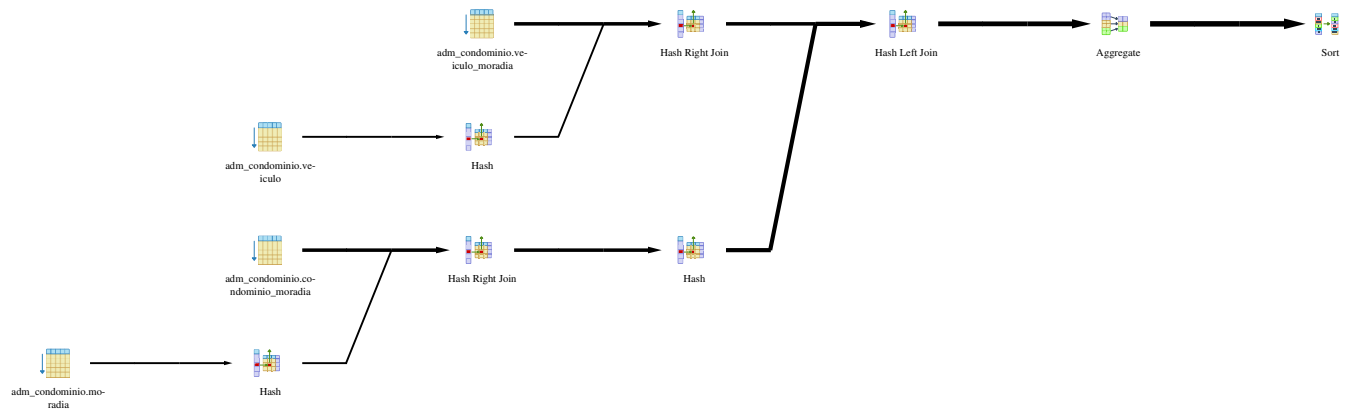 adm_condominio.ve-
iculo_moradia
Hash Right Join
Hash Left Join
Aggregate
Sort
adm_condominio.ve-
iculo
Hash
adm_condominio.co-
ndominio_moradia
Hash Right Join
Hash
adm_condominio.mo-
radia
Hash